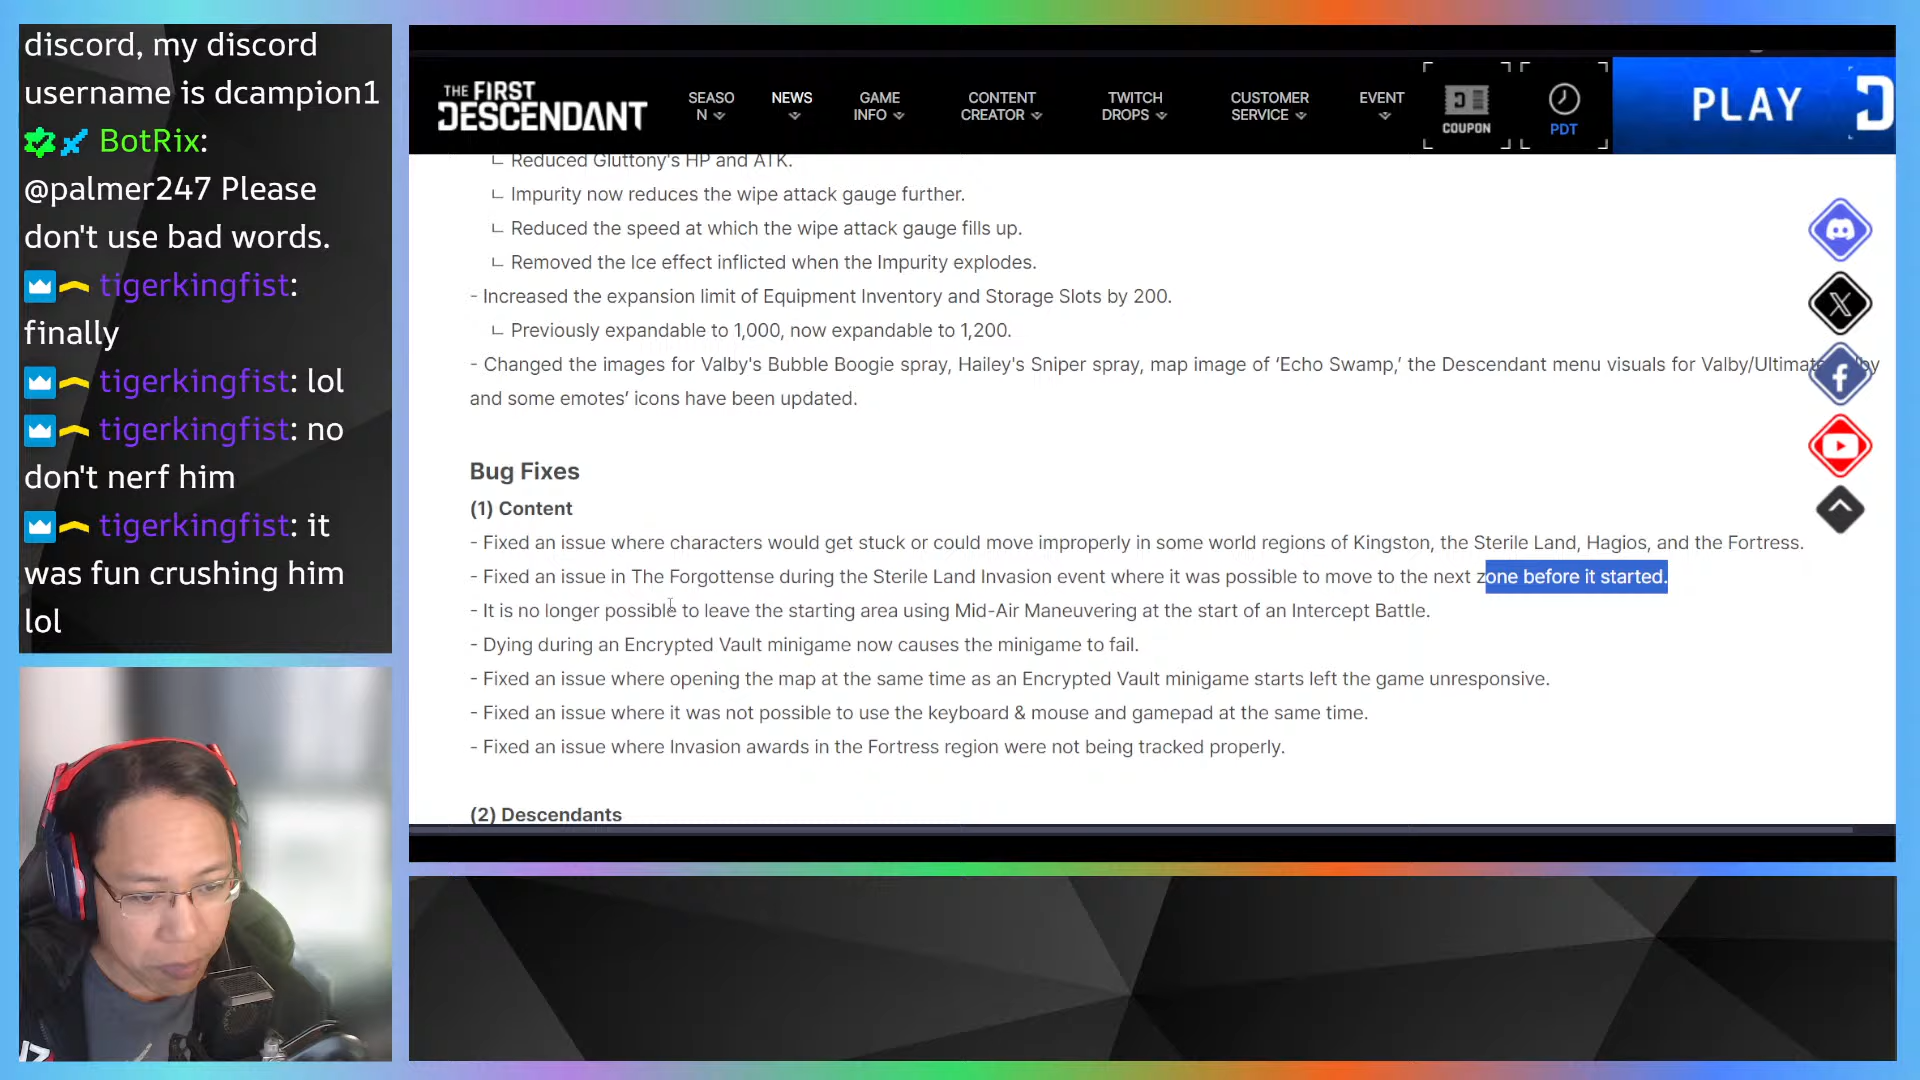 discord, my discord
username is dcampion1
BotRix:
@palmer247 Please
don't use bad words.
tigerkingfist:
finally
tigerkingfist: lol
tigerkingfist: no
don't nerf him
tigerkingfist: it
was fun crushing him
lol
THE FIRST
DESCENDANT
SEASO
N
NEWS
GAME
INFO
CONTENT
CREATOR
TWITCH
DROPS
CUSTOMER
SERVICE
EVENT
COUPON
PDT
PLAY
Reduced Gluttony's HP and ATK.
Impurity now reduces the wipe attack gauge further.
Reduced the speed at which the wipe attack gauge fills up.
Removed the Ice effect inflicted when the Impurity explodes.
- Increased the expansion limit of Equipment Inventory and Storage Slots by 200.
Previously expandable to 1,000, now expandable to 1,200.
- Changed the images for Valby's Bubble Boogie spray, Hailey's Sniper spray, map image of ‘Echo Swamp,’ the Descendant menu visuals for Valby/Ultimate
and some emotes’ icons have been updated.
Bug Fixes
(1) Content
- Fixed an issue where characters would get stuck or could move improperly in some world regions of Kingston, the Sterile Land, Hagios, and the Fortress.
- Fixed an issue in The Forgottense during the Sterile Land Invasion event where it was possible to move to the next zone before it started.
- It is no longer possible to leave the starting area using Mid-Air Maneuvering at the start of an Intercept Battle.
- Dying during an Encrypted Vault minigame now causes the minigame to fail.
- Fixed an issue where opening the map at the same time as an Encrypted Vault minigame starts left the game unresponsive.
- Fixed an issue where it was not possible to use the keyboard & mouse and gamepad at the same time.
- Fixed an issue where Invasion awards in the Fortress region were not being tracked properly.
(2) Descendants